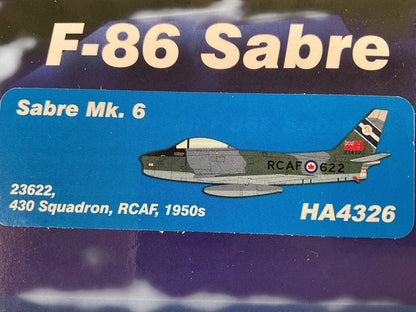 F-86 Sabre
Sabre Mk. 6
RCAF 622
23622,
430 Squadron, RCAF, 1950s
HA4326